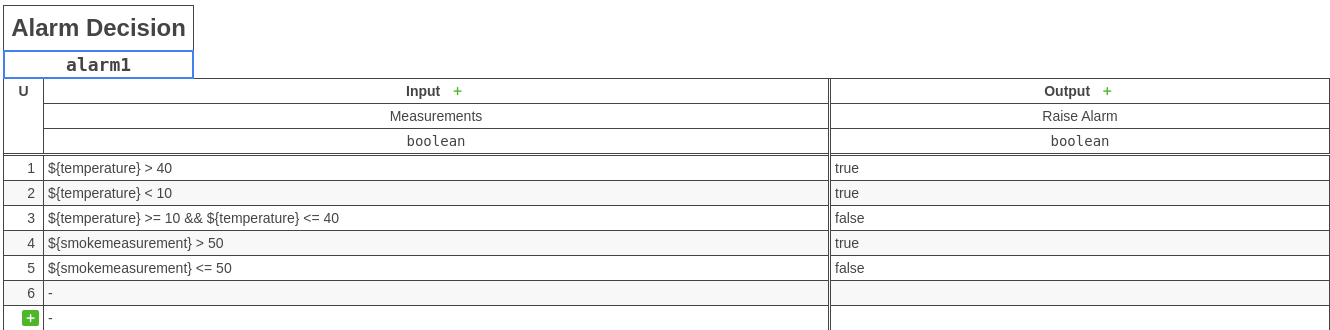 Alarm Decision
alarm1
U Input + Output +
Measurements Raise Alarm
boolean boolean
1 ${temperature} > 40 true
2 ${temperature} < 10 true
3 ${temperature} >= 10 && ${temperature} <= 40 false
4 ${smokemeasurement} > 50 true
5 ${smokemeasurement} <= 50 false
6 -
+ -